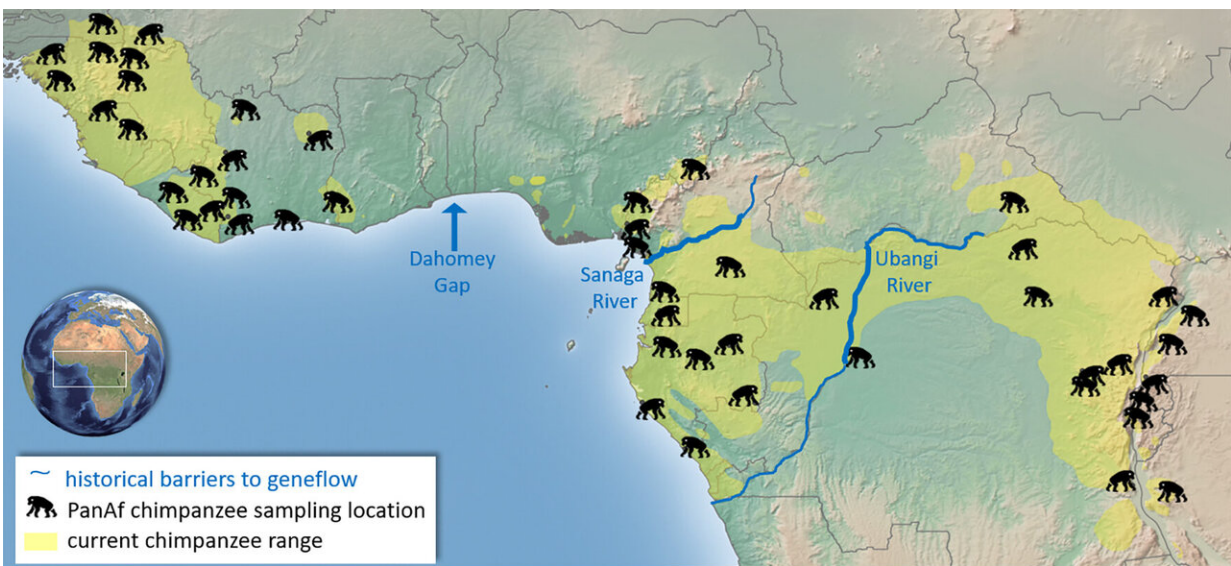 Dahomey
Gap
Sanaga
River
Ubangi
River
~ historical barriers to geneflow
PanAf chimpanzee sampling location
current chimpanzee range